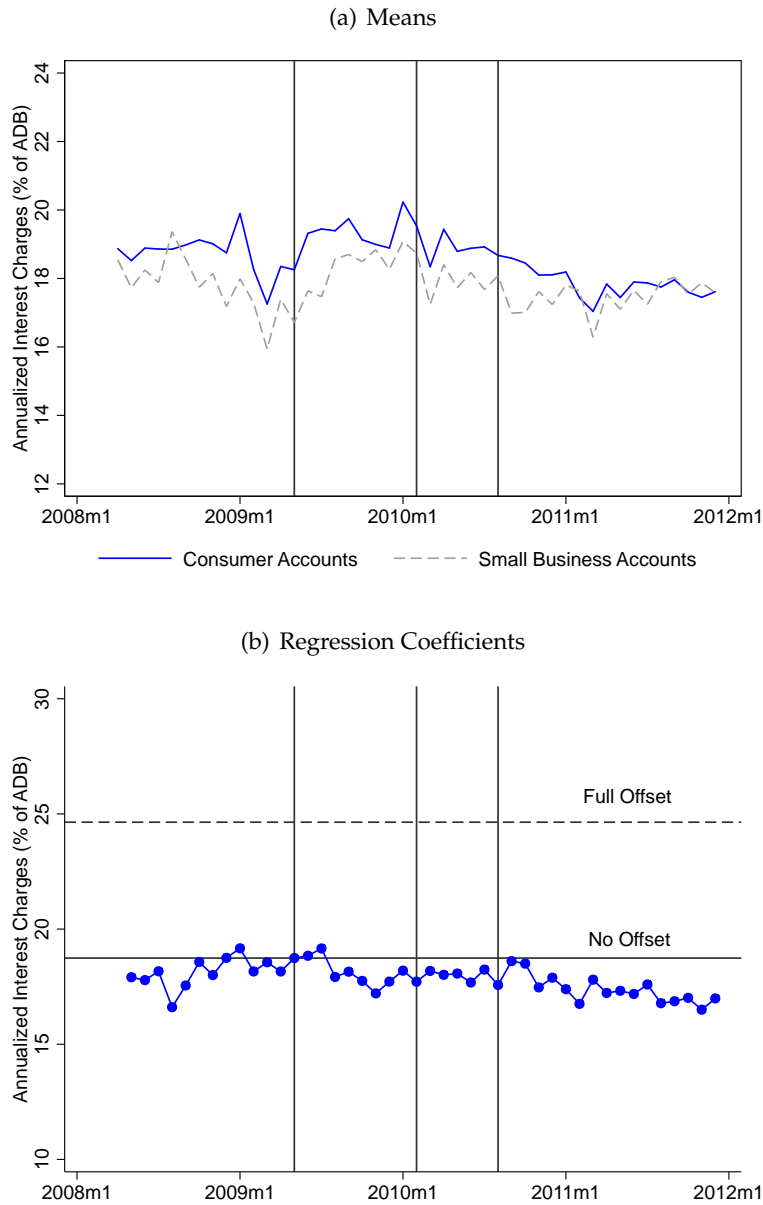 (a) Means
Annualized Interest Charges (% of ADB)
24
22
20
18
16
14
12
2008m1 2009m1 2010m1 2011m1 2012m1
Consumer Accounts Small Business Accounts
(b) Regression Coefficients
Annualized Interest Charges (% of ADB)
30
25
20
15
10
Full Offset
No Offset
2008m1 2009m1 2010m1 2011m1 2012m1